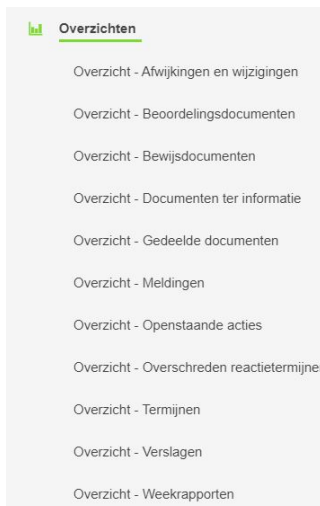 Overzichten
Overzicht - Afwijkingen en wijzigingen
Overzicht - Beoordelingsdocumenten
Overzicht - Bewijsdocumenten
Overzicht - Documenten ter informatie
Overzicht - Gedeelde documenten
Overzicht - Meldingen
Overzicht - Openstaande acties
Overzicht - Overschreden reactietermijne
Overzicht - Termijnen
Overzicht - Verslagen
Overzicht - Weekrapporten